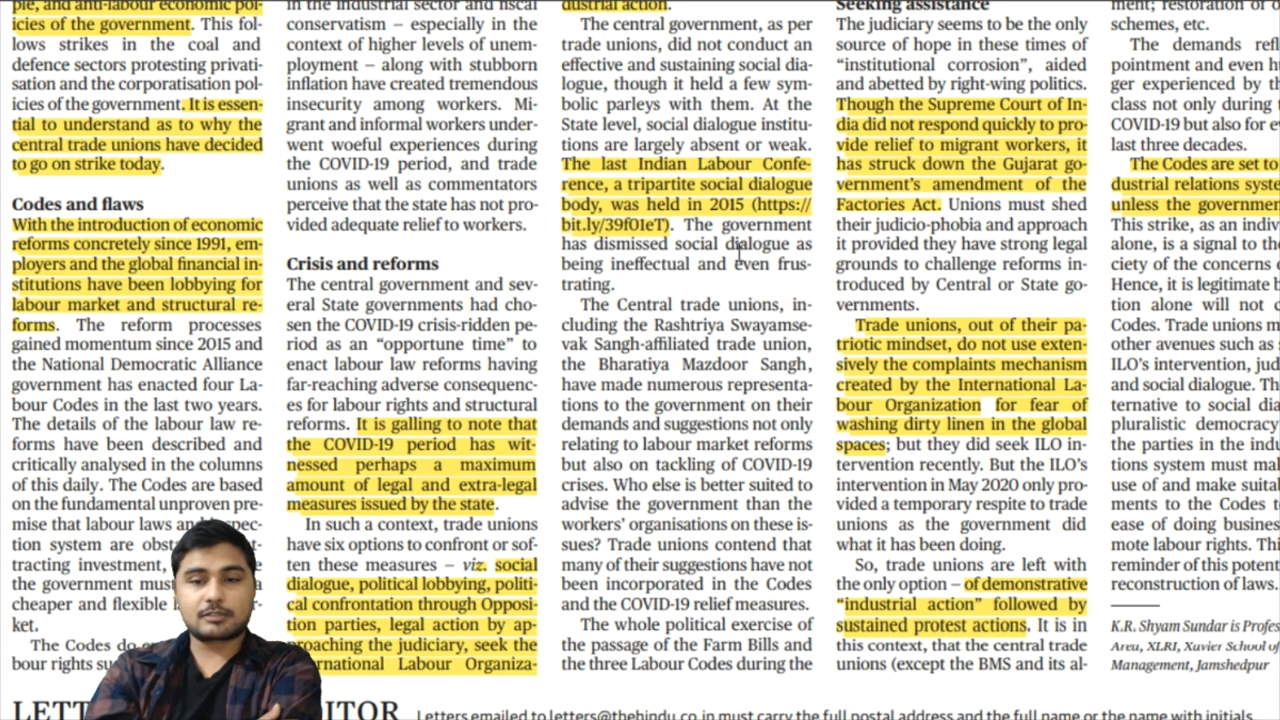 ple, and anti-labour economic pol-
icies of the government. This fol-
lows strikes in the coal and
defence sectors protesting privati-
sation and the corporatisation pol-
icies of the government. It is essen-
tial to understand as to why the
central trade unions have decided
to go on strike today.
Codes and flaws
With the introduction of economic
reforms concretely since 1991, em-
ployers and the global financial in-
stitutions have been lobbying for
labour market and structural re-
forms. The reform processes
gained momentum since 2015 and
the National Democratic Alliance
government has enacted four La-
bour Codes in the last two years.
The details of the labour law re-
forms have been described and
critically analysed in the columns
of this daily. The Codes are based
on the fundamental unproven pre-
mise that labour laws and
tion system are
tracting investment,
the government must a
cheaper and flexible
ket.
The Codes do
bour rights
in the industrial sector and fiscal
conservatism – especially in the
context of higher levels of unem-
ployment – along with stubborn
inflation have created tremendous
insecurity among workers. Mi-
grant and informal workers under-
went woeful experiences during
the COVID-19 period, and trade
unions as well as commentators
perceive that the state has not pro-
vided adequate relief to workers.
Crisis and reforms
The central government and sev-
eral State governments had cho-
sen the COVID-19 crisis-ridden pe-
riod as an “opportune time” to
enact labour law reforms having
far-reaching adverse consequenc-
es for labour rights and structural
reforms. It is galling to note that
the COVID-19 period has wit-
nessed perhaps a maximum
amount of legal and extra-legal
measures issued by the state.
In such a context, trade unions
have six options to confront or sof-
ten these measures – viz. social
dialogue, political lobbying, politi-
cal confrontation through Opposi-
tion parties, legal action by ap-
proaching the judiciary, seek the
ernational Labour Organiza-
dustrial action.
The central government, as per
trade unions, did not conduct an
effective and sustaining social dia-
logue, though it held a few sym-
bolic parleys with them. At the
State level, social dialogue institu-
tions are largely absent or weak.
The last Indian Labour Confe-
rence, a tripartite social dialogue
body, was held in 2015 (https://
bit.ly/39f01eT). The government
has dismissed social dialogue as
being ineffectual and even frus-
trating.
The Central trade unions, in-
cluding the Rashtriya Swayamse-
vak Sangh-affiliated trade union,
the Bharatiya Mazdoor Sangh,
have made numerous representa-
tions to the government on their
demands and suggestions not only
relating to labour market reforms
but also on tackling of COVID-19
crises. Who else is better suited to
advise the government than the
workers’ organisations on these is-
sues? Trade unions contend that
many of their suggestions have not
been incorporated in the Codes
and the COVID-19 relief measures.
The whole political exercise of
the passage of the Farm Bills and
the three Labour Codes during the
Seeking assistance
The judiciary seems to be the only
source of hope in these times of
“institutional corrosion”, aided
and abetted by right-wing politics.
Though the Supreme Court of In-
dia did not respond quickly to pro-
vide relief to migrant workers, it
has struck down the Gujarat go-
vernment’s amendment of the
Factories Act. Unions must shed
their judicio-phobia and approach
it provided they have strong legal
grounds to challenge reforms in-
troduced by Central or State go-
vernments.
Trade unions, out of their pa-
triotic mindset, do not use exten-
sively the complaints mechanism
created by the International La-
bour Organization for fear of
washing dirty linen in the global
spaces; but they did seek ILO in-
tervention recently. But the ILO’s
intervention in May 2020 only pro-
vided a temporary respite to trade
unions as the government did
what it has been doing.
So, trade unions are left with
the only option – of demonstrative
“industrial action” followed by
sustained protest actions. It is in
this context, that the central trade
unions (except the BMS and its al-
ment; restoration of
schemes, etc.
The demands
pointment and even
ger experienced by
class not only during
COVID-19 but also for
last three decades.
The Codes are set to
dustrial relations
unless the
This strike, as an
alone, is a signal to
ciety of the concerns
Hence, it is legitimate
tion alone will not
Codes. Trade unions
other avenues such as
ILO’s intervention,
and social dialogue.
ternative to social
pluralistic democracy
the parties in the
tions system must
use of and make
ments to the Codes
ease of doing
mote labour rights.
reminder of this
reconstruction of laws.
K.R. Shyam Sundar is
Area, XLRI, Xavier School of
Management, Jamshedpur
Letters emailed to letters@thehindu.co.in must carry the full postal address and the full name or the name with initials.